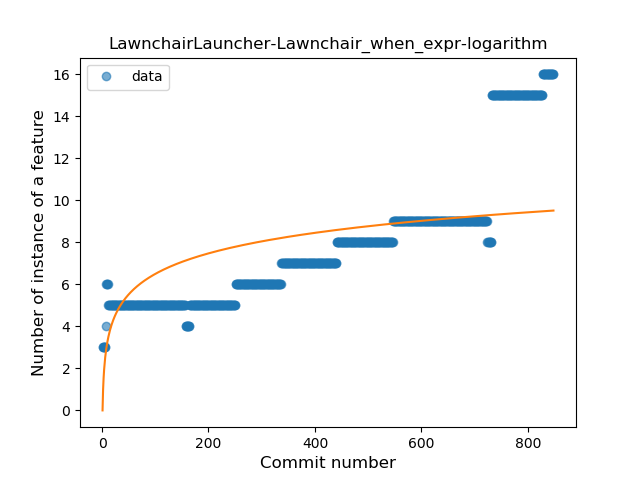 LawnchairLauncher-Lawnchair_when_expr-logarithm
data
Number of instance of a feature
16
14
12
10
8
6
4
2
0
0 200 400 600 800
Commit number